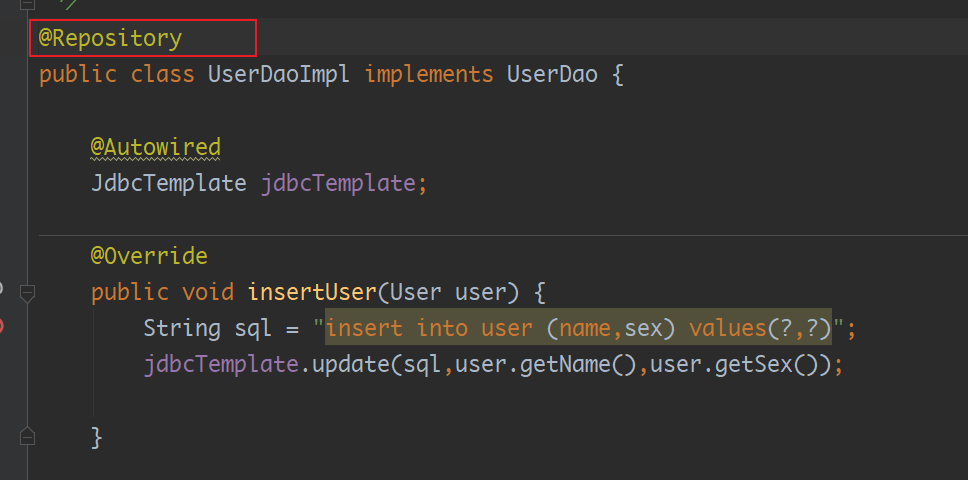 */
@Repository
public class UserDaoImpl implements UserDao {
@Autowired
JdbcTemplate jdbcTemplate;
@Override
public void insertUser(User user) {
String sql = "insert into user (name,sex) values(?,?)";
jdbcTemplate.update(sql,user.getName(),user.getSex());
}